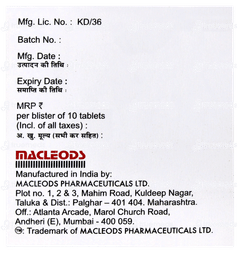 Mfg. Lic. No. : KD/36
Batch No. :
Mfg. Date :
उत्पादन की तिथि :
Expiry Date :
समाप्ति की तिथि :
MRP ₹
per blister of 10 tablets
(Incl. of all taxes) :
अ. खु. मूल्य (सभी कर सहित) :
MACLEODS
Manufactured in India by:
MACLEODS PHARMACEUTICALS LTD.
Plot no. 1, 2 & 3, Mahim Road, Kuldeep Nagar,
Taluka & Dist.: Palghar – 401 404. Maharashtra.
Off.: Atlanta Arcade, Marol Church Road,
Andheri (E), Mumbai - 400 059.
: Trademark of MACLEODS PHARMACEUTICALS LTD.